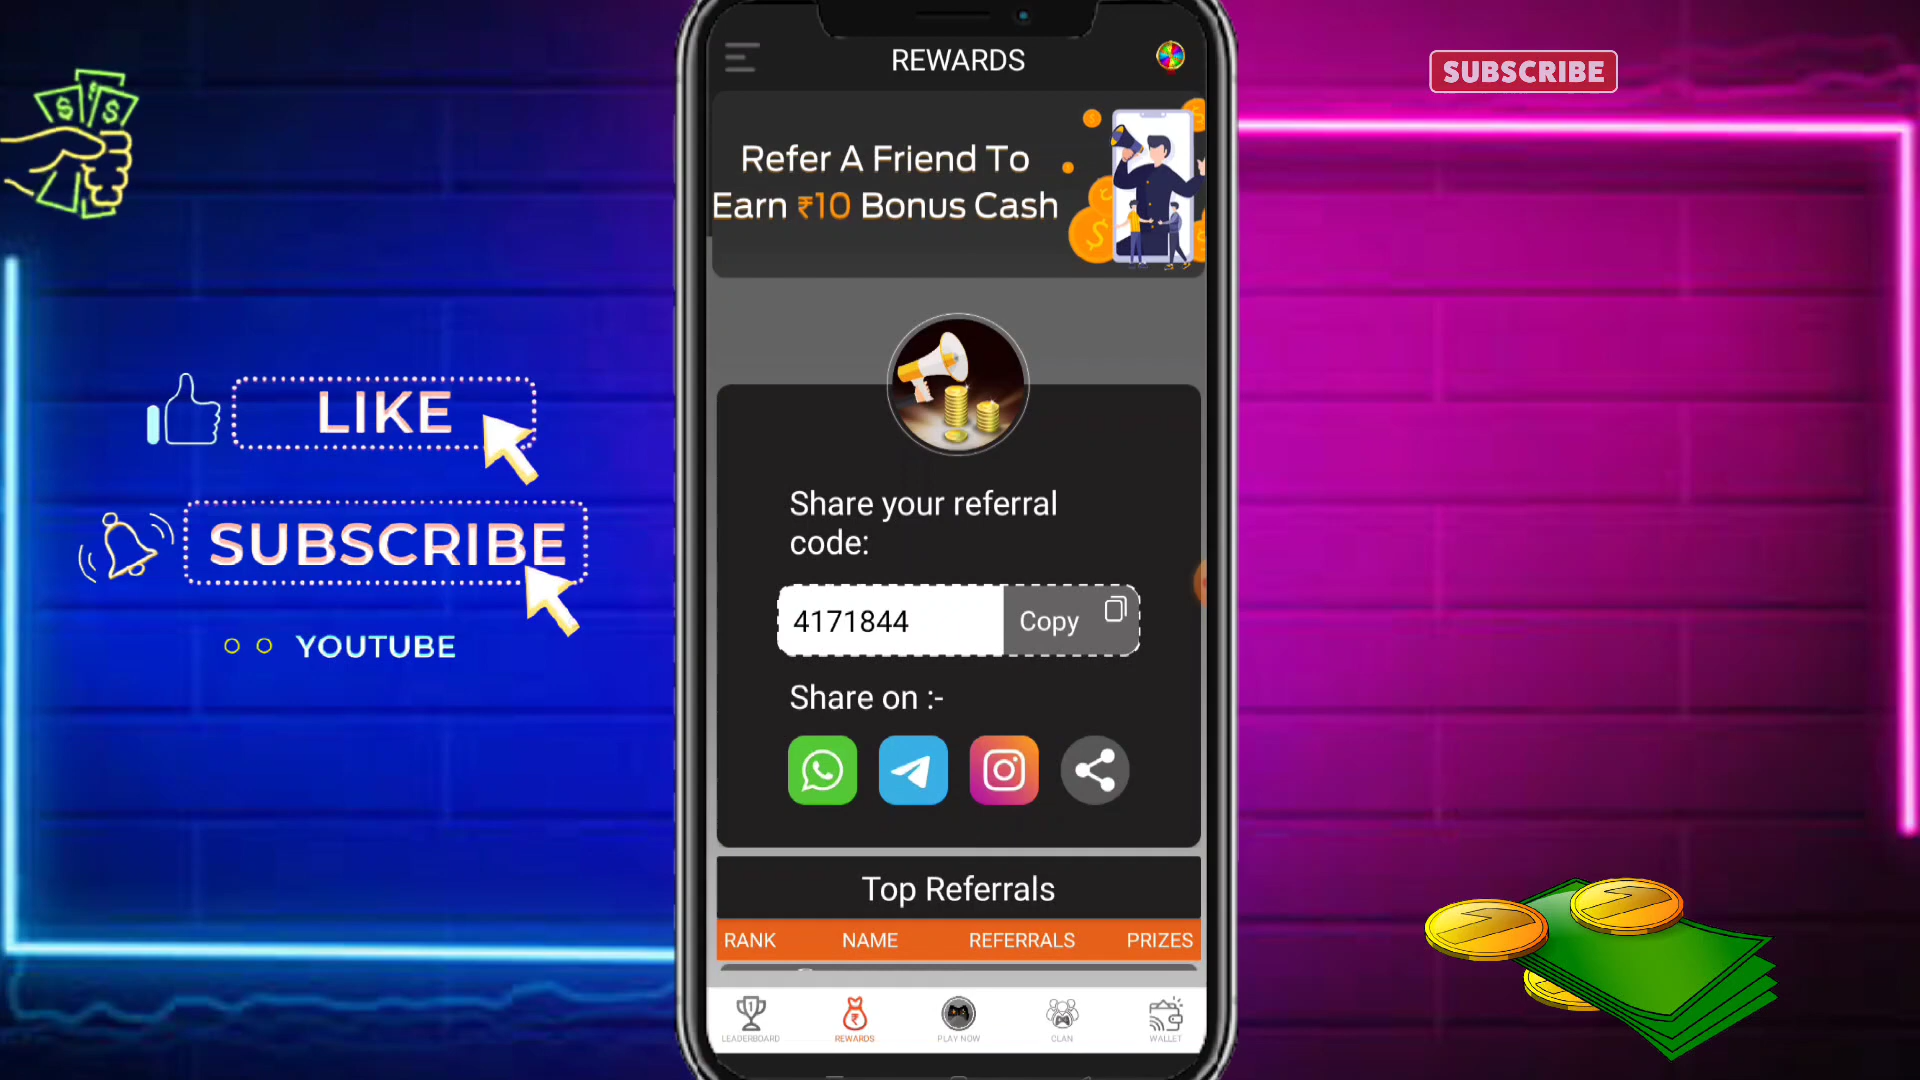 REWARDS
SUBSCRIBE
Refer A Friend To
Earn ₹10 Bonus Cash
LIKE
SUBSCRIBE
YOUTUBE
Share your referral
code:
4171844 Copy
Share on :-
Top Referrals
RANK NAME REFERRALS PRIZES
LEADERBOARD REWARDS PLAY NOW CLAN WALLET